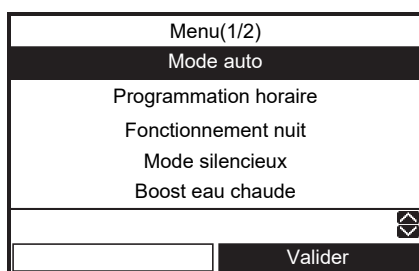 Menu(1/2)
Mode auto
Programmation horaire
Fonctionnement nuit
Mode silencieux
Boost eau chaude
Valider